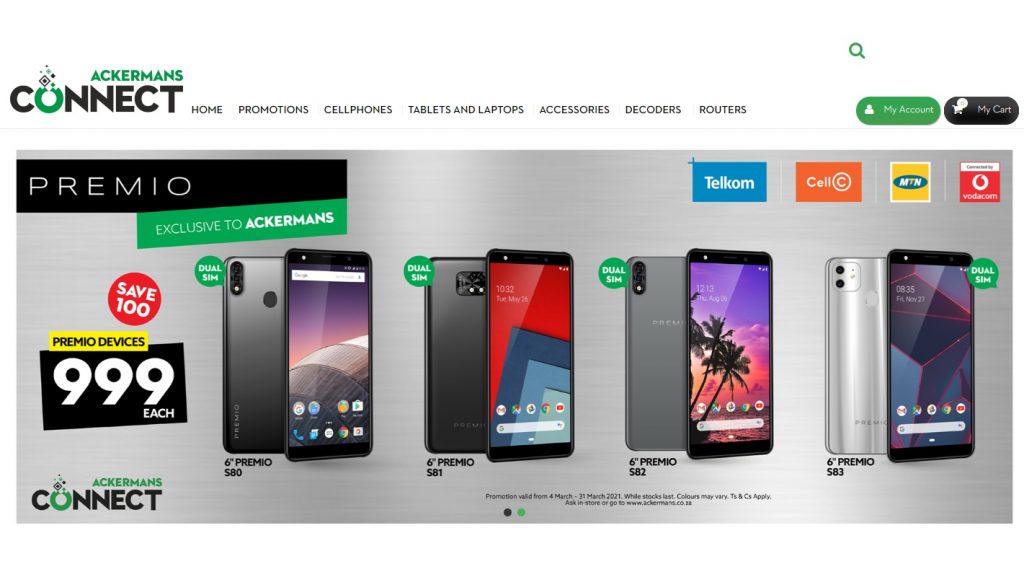 ACKERMANS
CONNECT
HOME
PROMOTIONS
CELLPHONES
TABLETS AND LAPTOPS
ACCESSORIES
DECODERS
ROUTERS
My Account
0
My Cart
PREMIO
EXCLUSIVE TO ACKERMANS
Telkom
Cell C
MTN
Connected by
vodacom
SAVE
100
PREMIO DEVICES
999
EACH
DUAL
SIM
PREMIO
Google
6" PREMIO
S80
DUAL
SIM
PREMIO
10:32
Tue, May 26
6" PREMIO
S81
DUAL
SIM
PREMIO
12:13
Thu, Aug 06
6" PREMIO
S82
PREMIO
08:35
Fri, Nov 27
DUAL
SIM
6" PREMIO
S83
ACKERMANS
CONNECT
Promotion valid from 4 March – 31 March 2021. While stocks last. Colours may vary. Ts & Cs Apply.
Ask in-store or go to www.ackermans.co.za